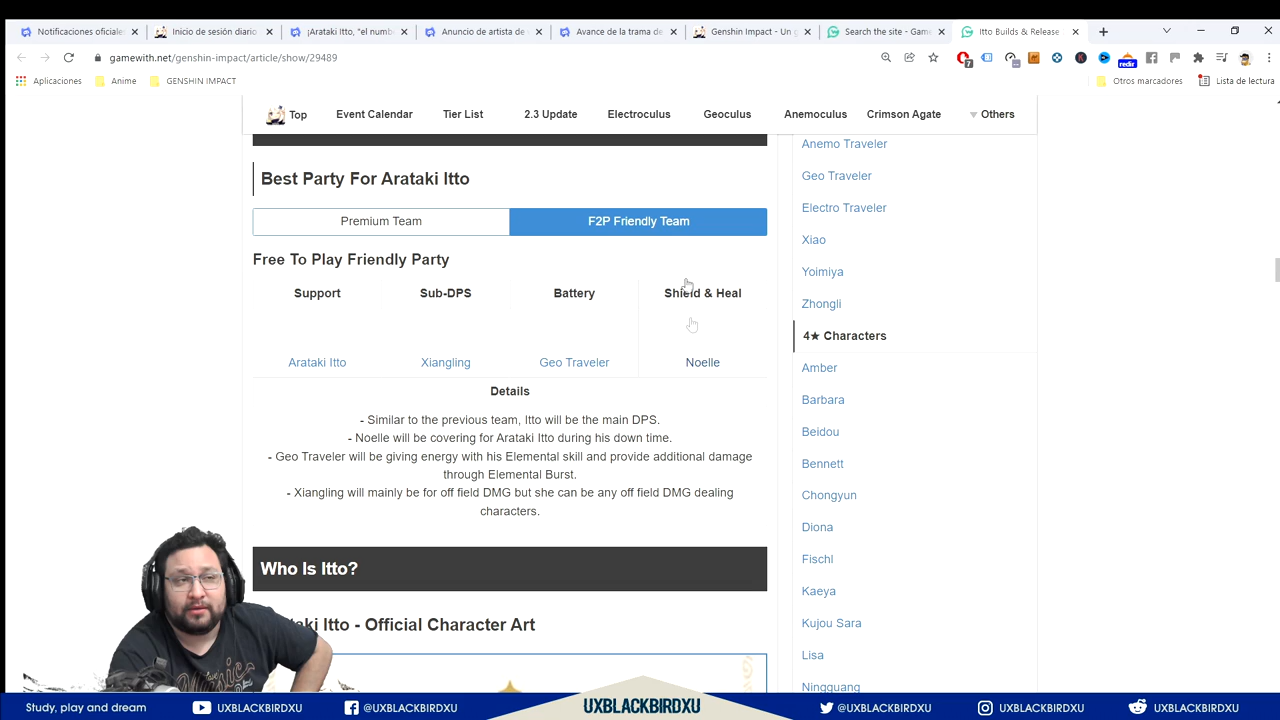 Notificaciones oficiale
Inicio de sesión diario
¡Arataki Itto, "el numb
Anuncio de artista de
Avance de la trama de
Genshin Impact - Un g
Search the site - Game
Itto Builds & Release
gamewith.net/genshin-impact/article/show/29489
7
redir
Aplicaciones
Anime
GENSHIN IMPACT
Otros marcadores
Lista de lectura
Top
Event Calendar
Tier List
2.3 Update
Electroculus
Geoculus
Anemoculus
Crimson Agate
Others
Best Party For Arataki Itto
Premium Team
F2P Friendly Team
Free To Play Friendly Party
Support
Sub-DPS
Battery
Shield & Heal
Arataki Itto
Xiangling
Geo Traveler
Noelle
Details
- Similar to the previous team, Itto will be the main DPS.
- Noelle will be covering for Arataki Itto during his down time.
- Geo Traveler will be giving energy with his Elemental skill and provide additional damage
through Elemental Burst.
- Xiangling will mainly be for off field DMG but she can be any off field DMG dealing
characters.
Who Is Itto?
Itto - Official Character Art
Anemo Traveler
Geo Traveler
Electro Traveler
Xiao
Yoimiya
Zhongli
4★ Characters
Amber
Barbara
Beidou
Bennett
Chongyun
Diona
Fischl
Kaeya
Kujou Sara
Lisa
Ningguang
Study, play and dream
UXBLACKBIRDXU
@UXBLACKBIRDXU
UXBLACKBIRDXU
@UXBLACKBIRDXU
UXBLACKBIRDXU
UXBLACKBIRDXU